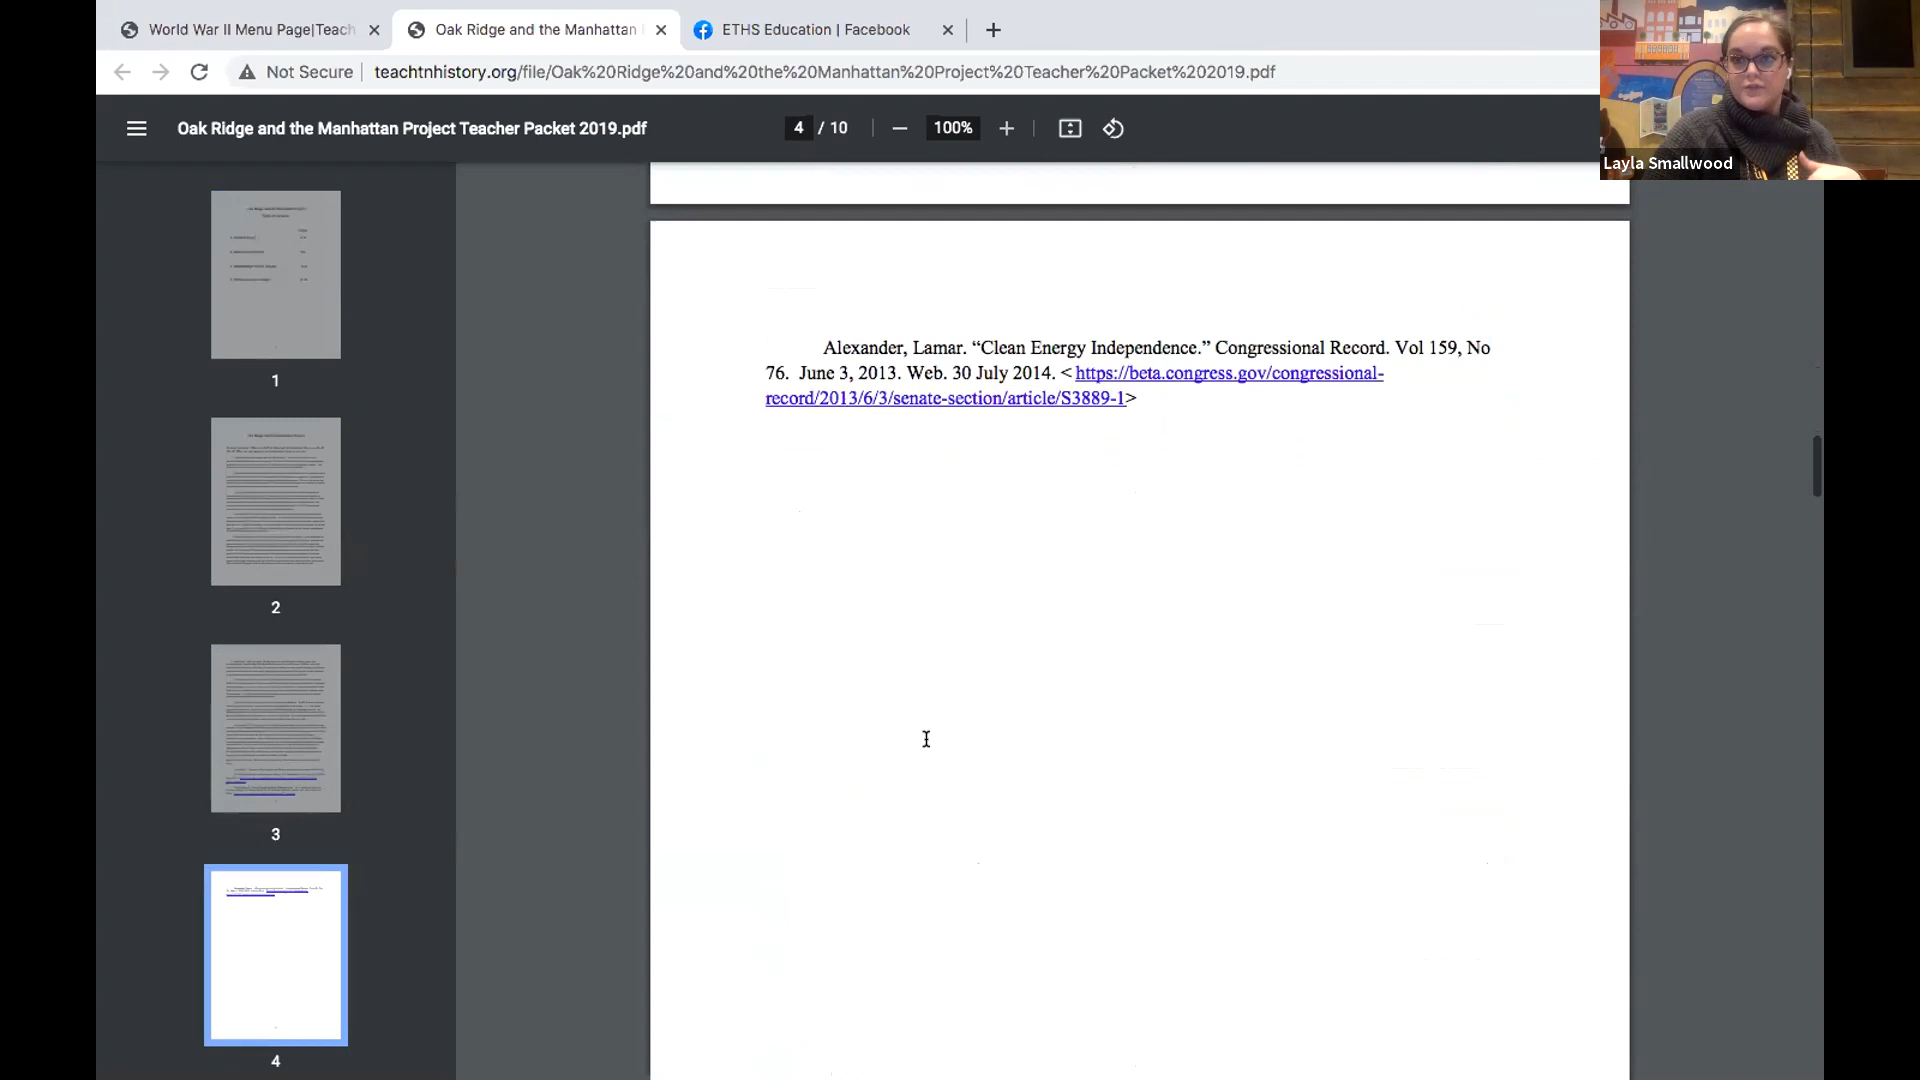 World War II Menu Page|Teach
Oak Ridge and the Manhattan
ETHS Education | Facebook
Not Secure
teachtnhistory.org/file/Oak%20Ridge%20and%20the%20Manhattan%20Project%20Teacher%20Packet%202019.pdf
Oak Ridge and the Manhattan Project Teacher Packet 2019.pdf
4 / 10
100%
Layla Smallwood
1
2
3
4
Alexander, Lamar. “Clean Energy Independence.” Congressional Record. Vol 159, No
76. June 3, 2013. Web. 30 July 2014. < https://beta.congress.gov/congressional-
record/2013/6/3/senate-section/article/S3889-1>